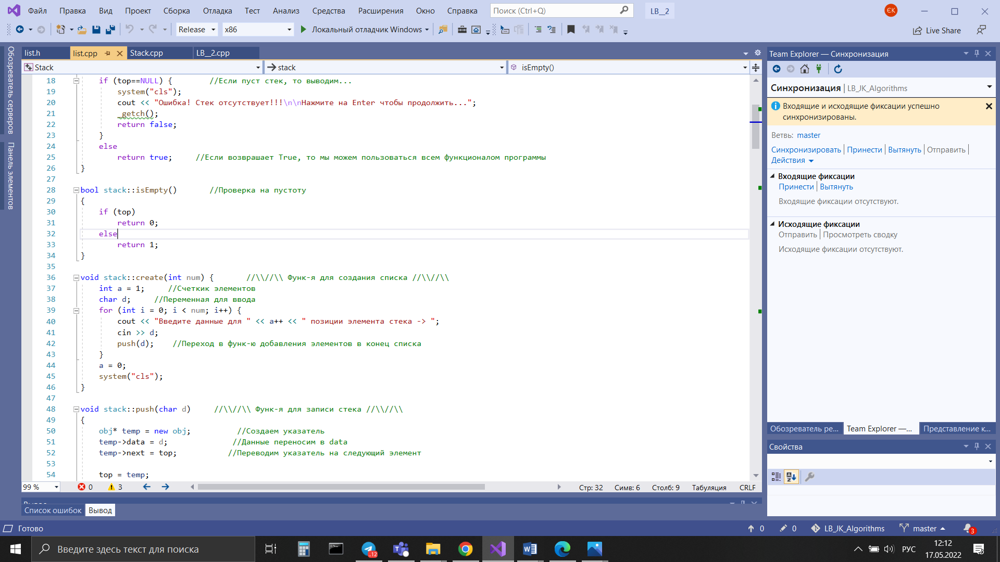 Файл Правка Вид Проект Сборка Отладка Тест Анализ Средства Расширения Окно Справка Поиск (Ctrl+Q) LB__2 ЄК
Release x86 Локальный отладчик Windows Live Share
Обозреватель серверов
Панель элементов
list.h list.cpp Stack.cpp LB__2.cpp
Stack stack isEmpty()
18 if (top==NULL) { //Если пуст стек, то выводим...
19 system("cls");
20 cout << "Ошибка! Стек отсутствует!!!\n\nНажмите на Enter чтобы продолжить...";
21 _getch();
22 return false;
23 }
24 else
25 return true; //Если возврашает True, то мы можем пользоваться всем функционалом программы
26 }
27
28 bool stack::isEmpty() //Проверка на пустоту
29 {
30 if (top)
31 return 0;
32 else
33 return 1;
34 }
35
36 void stack::create(int num) { //\\//\\ Функ-я для создания списка //\\//\\
37 int a = 1; //Счеткик элементов
38 char d; //Переменная для ввода
39 for (int i = 0; i < num; i++) {
40 cout << "Введите данные для " << a++ << " позиции элемента стека -> ";
41 cin >> d;
42 push(d); //Переход в функ-ю добавления элементов в конец списка
43 }
44 a = 0;
45 system("cls");
46 }
47
48 void stack::push(char d) //\\//\\ Функ-я для записи стека //\\//\\
49 {
50 obj* temp = new obj; //Создаем указатель
51 temp->data = d; //Данные переносим в data
52 temp->next = top; //Переводим указатель на следующий элемент
53
54 top = temp;
99 % 0 3 Стр: 32 Симв: 6 Столб: 9 Табуляция CRLF
Список ошибок Вывод
Team Explorer — Синхронизация
Синхронизация | LB_JK_Algorithms
Входящие и исходящие фиксации успешно
синхронизированы.
Ветвь: master
Синхронизировать Принести Вытянуть Отправить
Действия
Входящие фиксации
Принести Вытянуть
Входящие фиксации отсутствуют.
Исходящие фиксации
Отправить Просмотреть сводку
Исходящие фиксации отсутствуют.
Обозреватель ре... Team Explorer —... Представление к...
Свойства
Готово 0 0 LB_JK_Algorithms master 3
Введите здесь текст для поиска ..12 РУС 12:12
17.05.2022